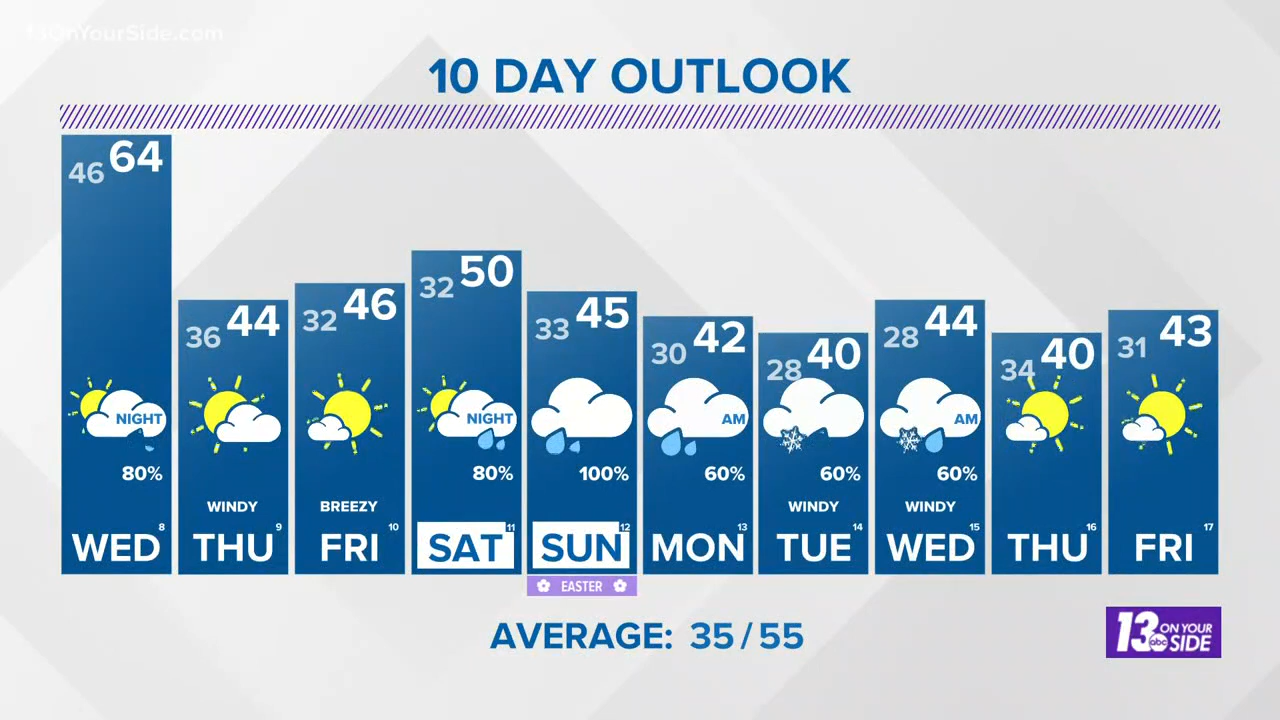 13OnYourSide.com
10 DAY OUTLOOK
46 64
36 44
32 46
32 50
33 45
30 42
28 40
28 44
34 40
31 43
NIGHT
NIGHT
AM
AM
80%
80%
100%
60%
60%
60%
WINDY
BREEZY
WINDY
WINDY
WED 8
THU 9
FRI 10
SAT 11
SUN 12
MON 13
TUE 14
WED 15
THU 16
FRI 17
EASTER
AVERAGE: 35 / 55
13 abc ON YOUR SIDE